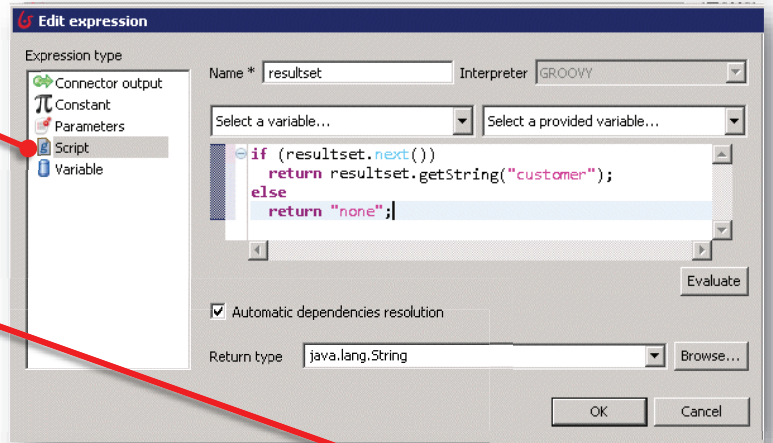 Edit expression
Expression type
Connector output
Constant
Parameters
Script
Variable
Name * resultset Interpreter GROOVY
Select a variable... Select a provided variable...
if (resultset.next())
return resultset.getString("customer");
else
return "none";
Evaluate
Automatic dependencies resolution
Return type java.lang.String Browse...
OK Cancel